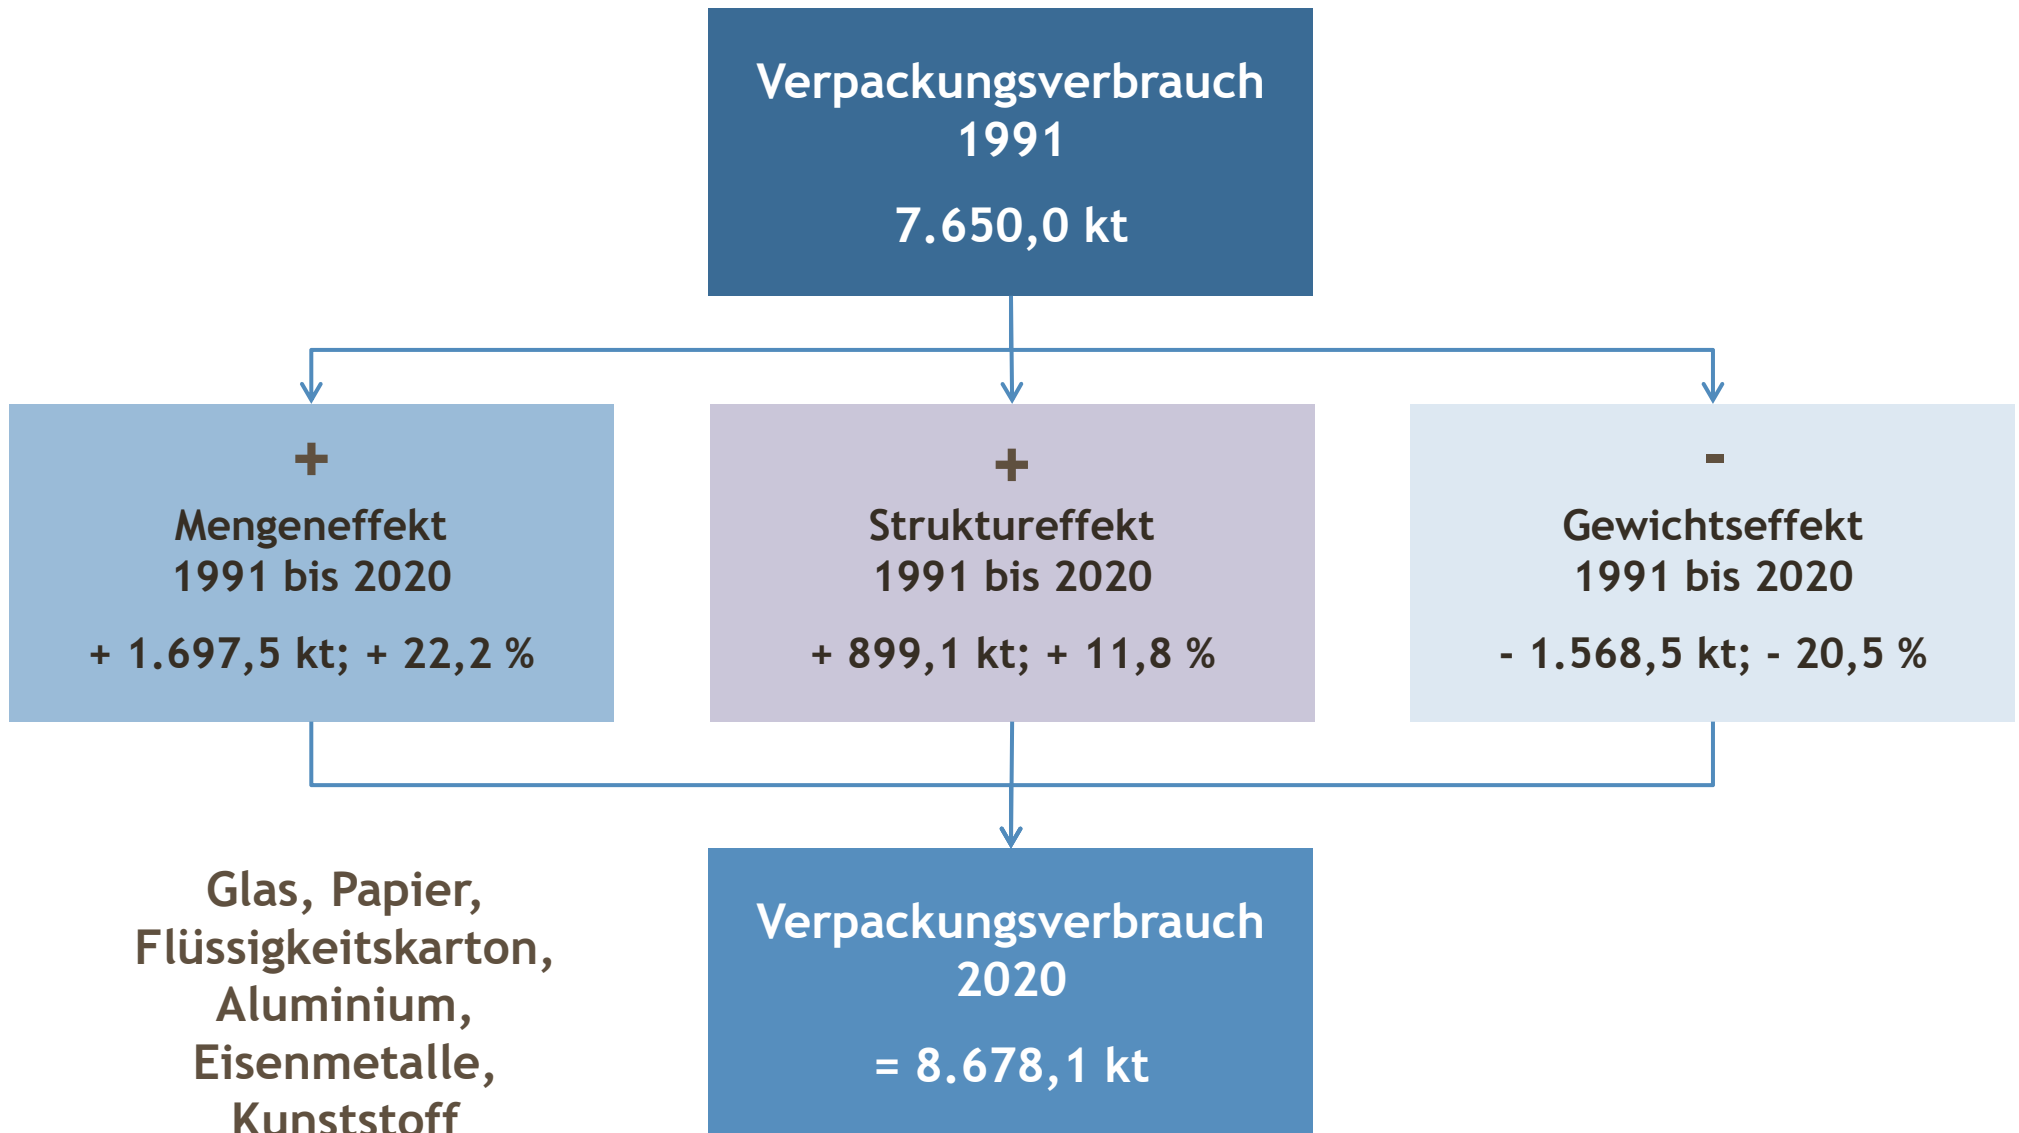 Verpackungsverbrauch
1991
7.650,0 kt
+
Mengeneffekt
1991 bis 2020
+ 1.697,5 kt; + 22,2 %
+
Struktureffekt
1991 bis 2020
+ 899,1 kt; + 11,8 %
-
Gewichtseffekt
1991 bis 2020
- 1.568,5 kt; - 20,5 %
Glas, Papier,
Flüssigkeitskarton,
Aluminium,
Eisenmetalle,
Kunststoff
Verpackungsverbrauch
2020
= 8.678,1 kt